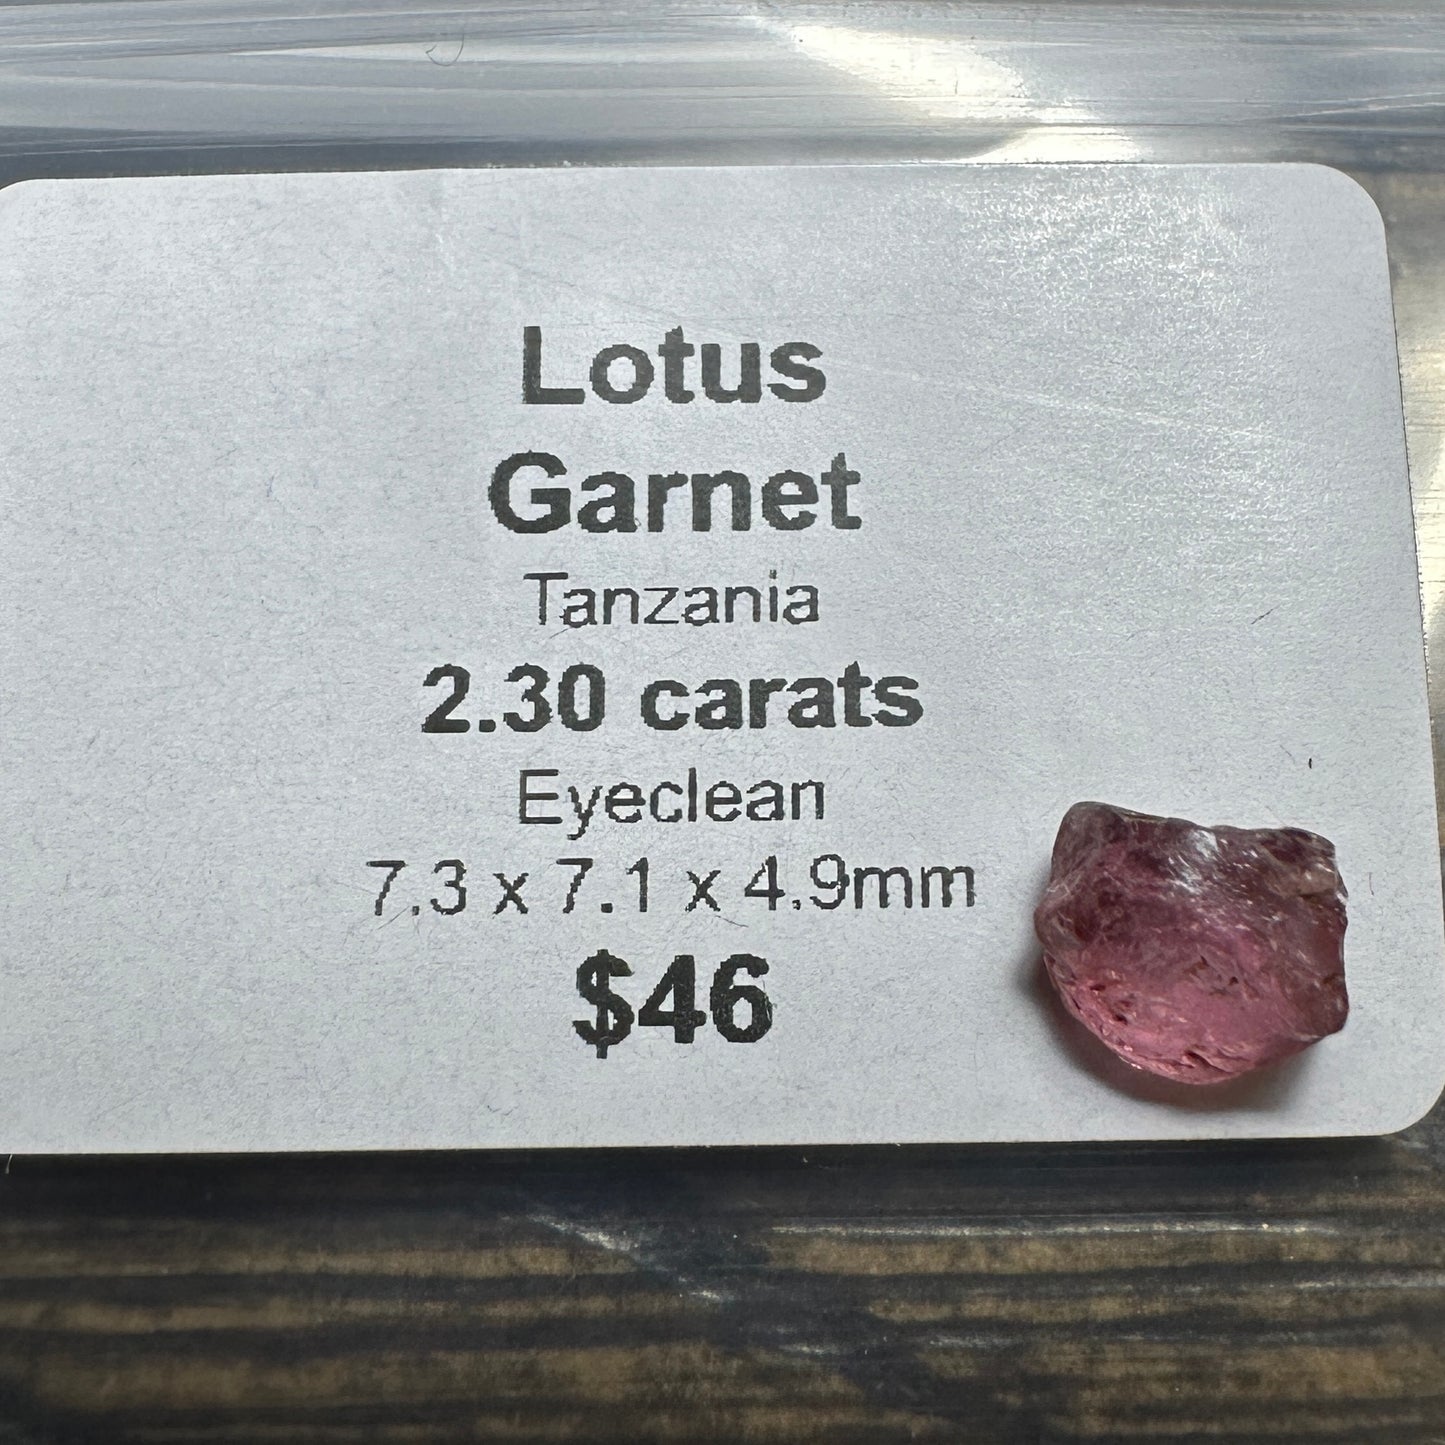 Lotus
Garnet
Tanzania
2.30 carats
Eyeclean
7.3 x 7.1 x 4.9mm
$46